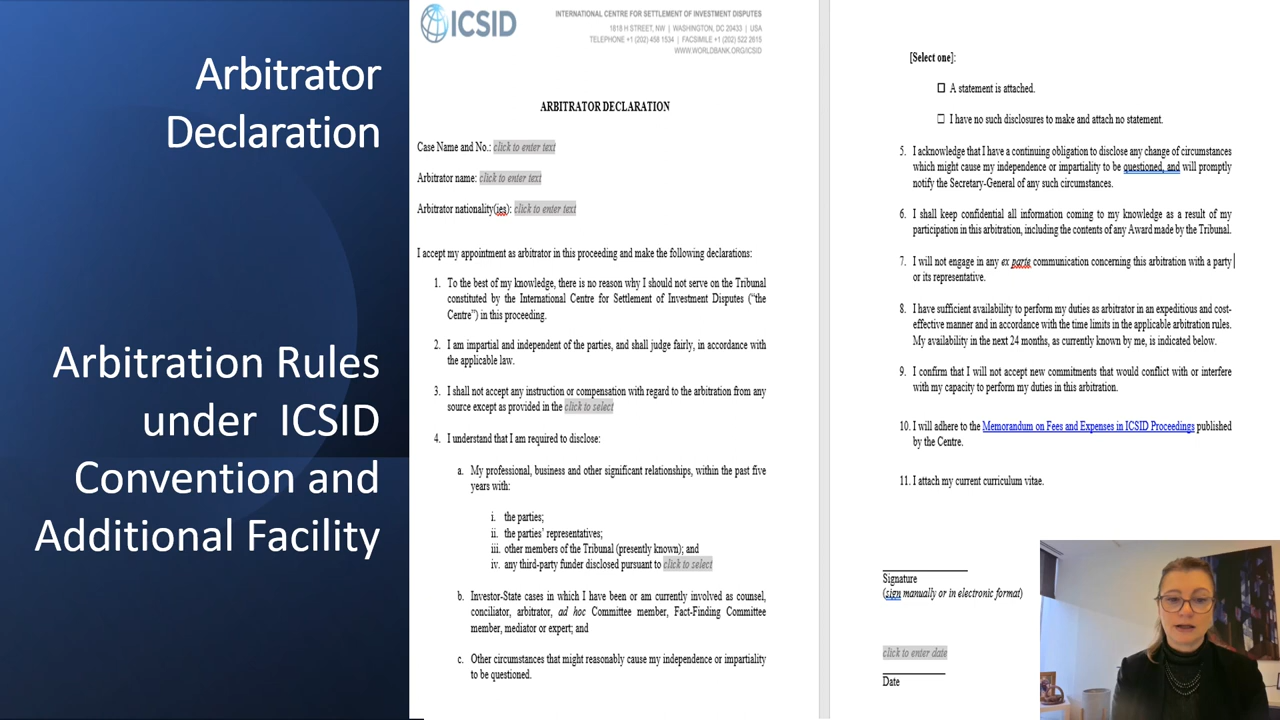 Arbitrator
Declaration
Arbitration Rules
under ICSID
Convention and
Additional Facility
ICSID
INTERNATIONAL CENTRE FOR SETTLEMENT OF INVESTMENT DISPUTES
1818 H STREET, NW | WASHINGTON, DC 20433 | USA
TELEPHONE +1 (202) 458 1534 | FACSIMILE +1 (202) 522 2615
WWW.WORLDBANK.ORG/ICSID
ARBITRATOR DECLARATION
Case Name and No.: click to enter text
Arbitrator name: click to enter text
Arbitrator nationality(ies): click to enter text
I accept my appointment as arbitrator in this proceeding and make the following declarations:
1. To the best of my knowledge, there is no reason why I should not serve on the Tribunal
constituted by the International Centre for Settlement of Investment Disputes ("the
Centre") in this proceeding.
2. I am impartial and independent of the parties, and shall judge fairly, in accordance with
the applicable law.
3. I shall not accept any instruction or compensation with regard to the arbitration from any
source except as provided in the click to select
4. I understand that I am required to disclose:
a. My professional, business and other significant relationships, within the past five
years with:
i. the parties;
ii. the parties' representatives;
iii. other members of the Tribunal (presently known); and
iv. any third-party funder disclosed pursuant to click to select
b. Investor-State cases in which I have been or am currently involved as counsel,
conciliator, arbitrator, ad hoc Committee member, Fact-Finding Committee
member, mediator or expert; and
c. Other circumstances that might reasonably cause my independence or impartiality
to be questioned.
[Select one]:
☐ A statement is attached.
☐ I have no such disclosures to make and attach no statement.
5. I acknowledge that I have a continuing obligation to disclose any change of circumstances
which might cause my independence or impartiality to be questioned, and will promptly
notify the Secretary-General of any such circumstances.
6. I shall keep confidential all information coming to my knowledge as a result of my
participation in this arbitration, including the contents of any Award made by the Tribunal.
7. I will not engage in any ex parte communication concerning this arbitration with a party
or its representative.
8. I have sufficient availability to perform my duties as arbitrator in an expeditious and cost-
effective manner and in accordance with the time limits in the applicable arbitration rules.
My availability in the next 24 months, as currently known by me, is indicated below.
9. I confirm that I will not accept new commitments that would conflict with or interfere
with my capacity to perform my duties in this arbitration.
10. I will adhere to the Memorandum on Fees and Expenses in ICSID Proceedings published
by the Centre.
11. I attach my current curriculum vitae.
Signature
(sign manually or in electronic format)
click to enter date
Date